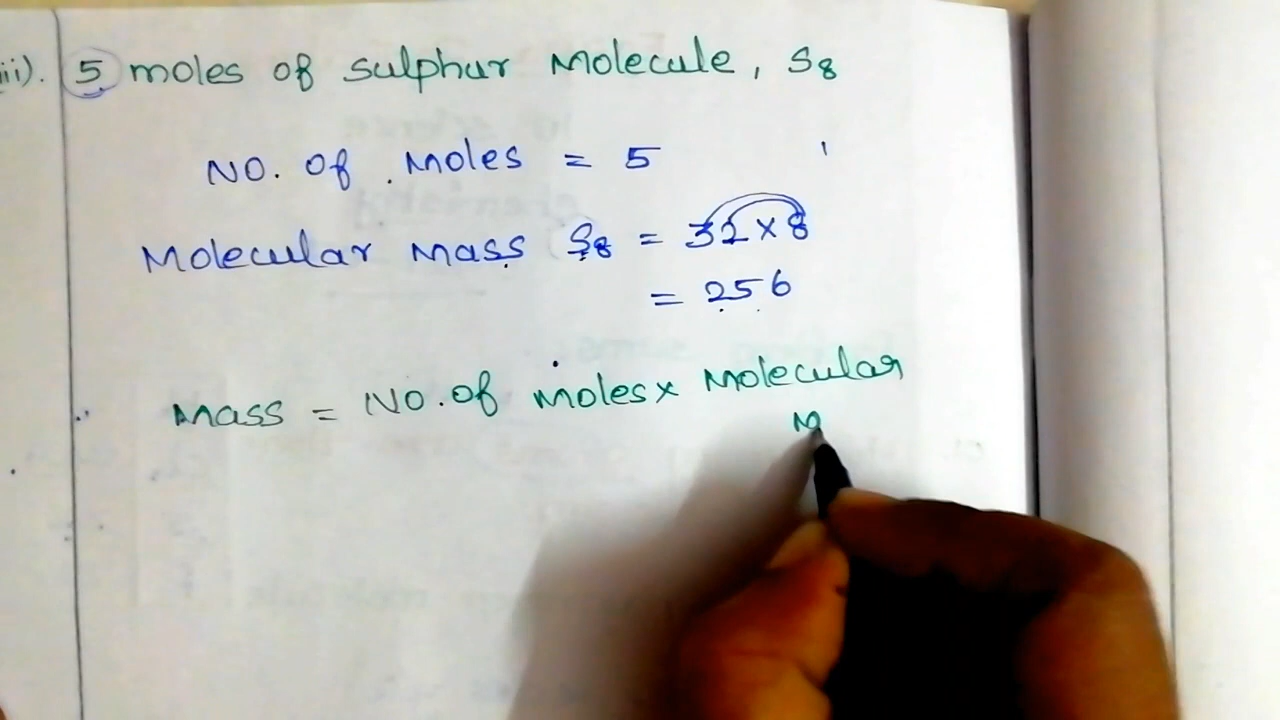 iii). 5 moles of sulphur Molecule, S₈
NO. of moles = 5
Molecular Mass S₈ = 32×8
= 256
Mass = NO. of moles × Molecular